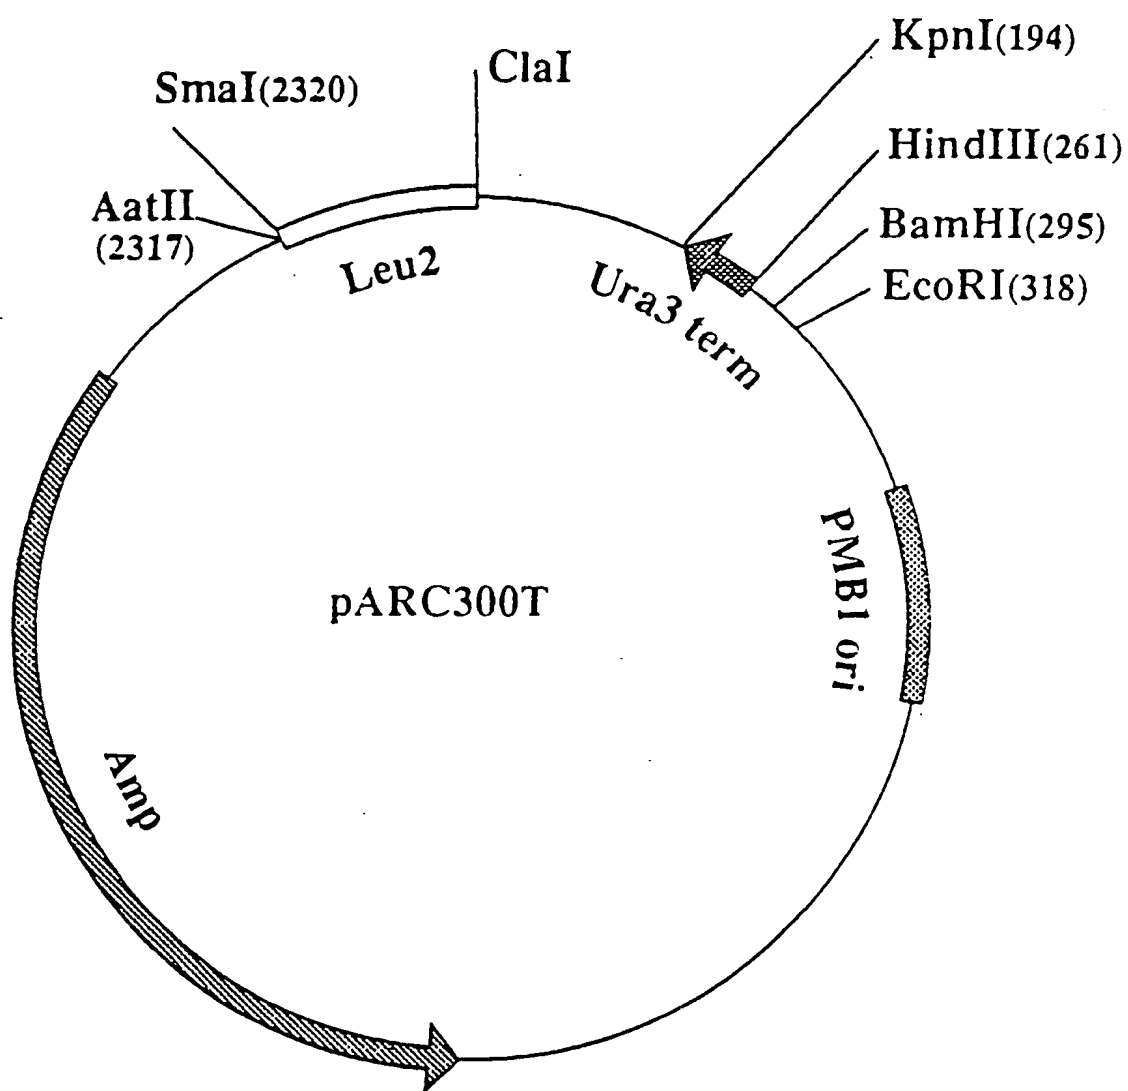 KpnI(194)
ClaI
SmaI(2320)
HindIII(261)
AatII
(2317)
BamHI(295)
EcoRI(318)
Leu2
Ura3 term
PMBI ori
pARC300T
Amp